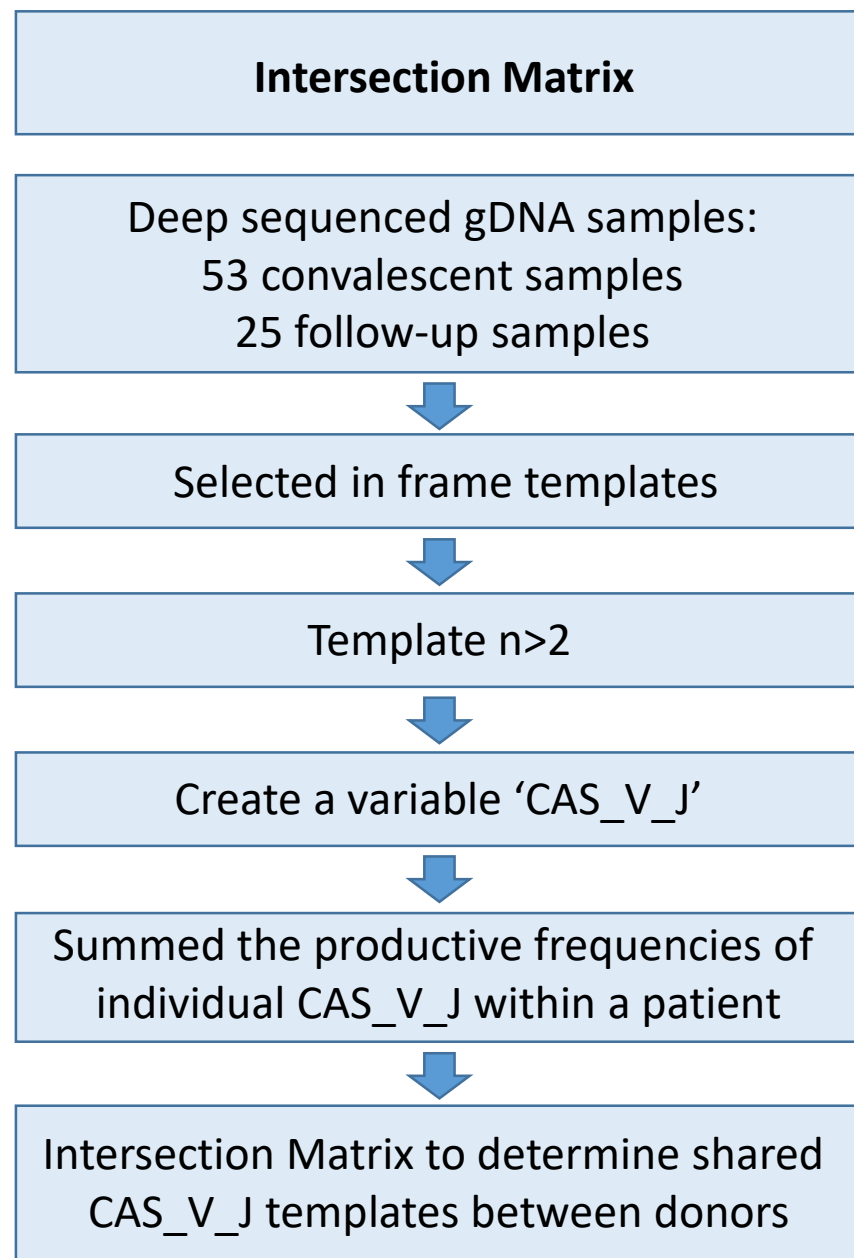 Intersection Matrix
Deep sequenced gDNA samples:
53 convalescent samples
25 follow-up samples
Selected in frame templates
Template n>2
Create a variable ‘CAS_V_J’
Summed the productive frequencies of
individual CAS_V_J within a patient
Intersection Matrix to determine shared
CAS_V_J templates between donors